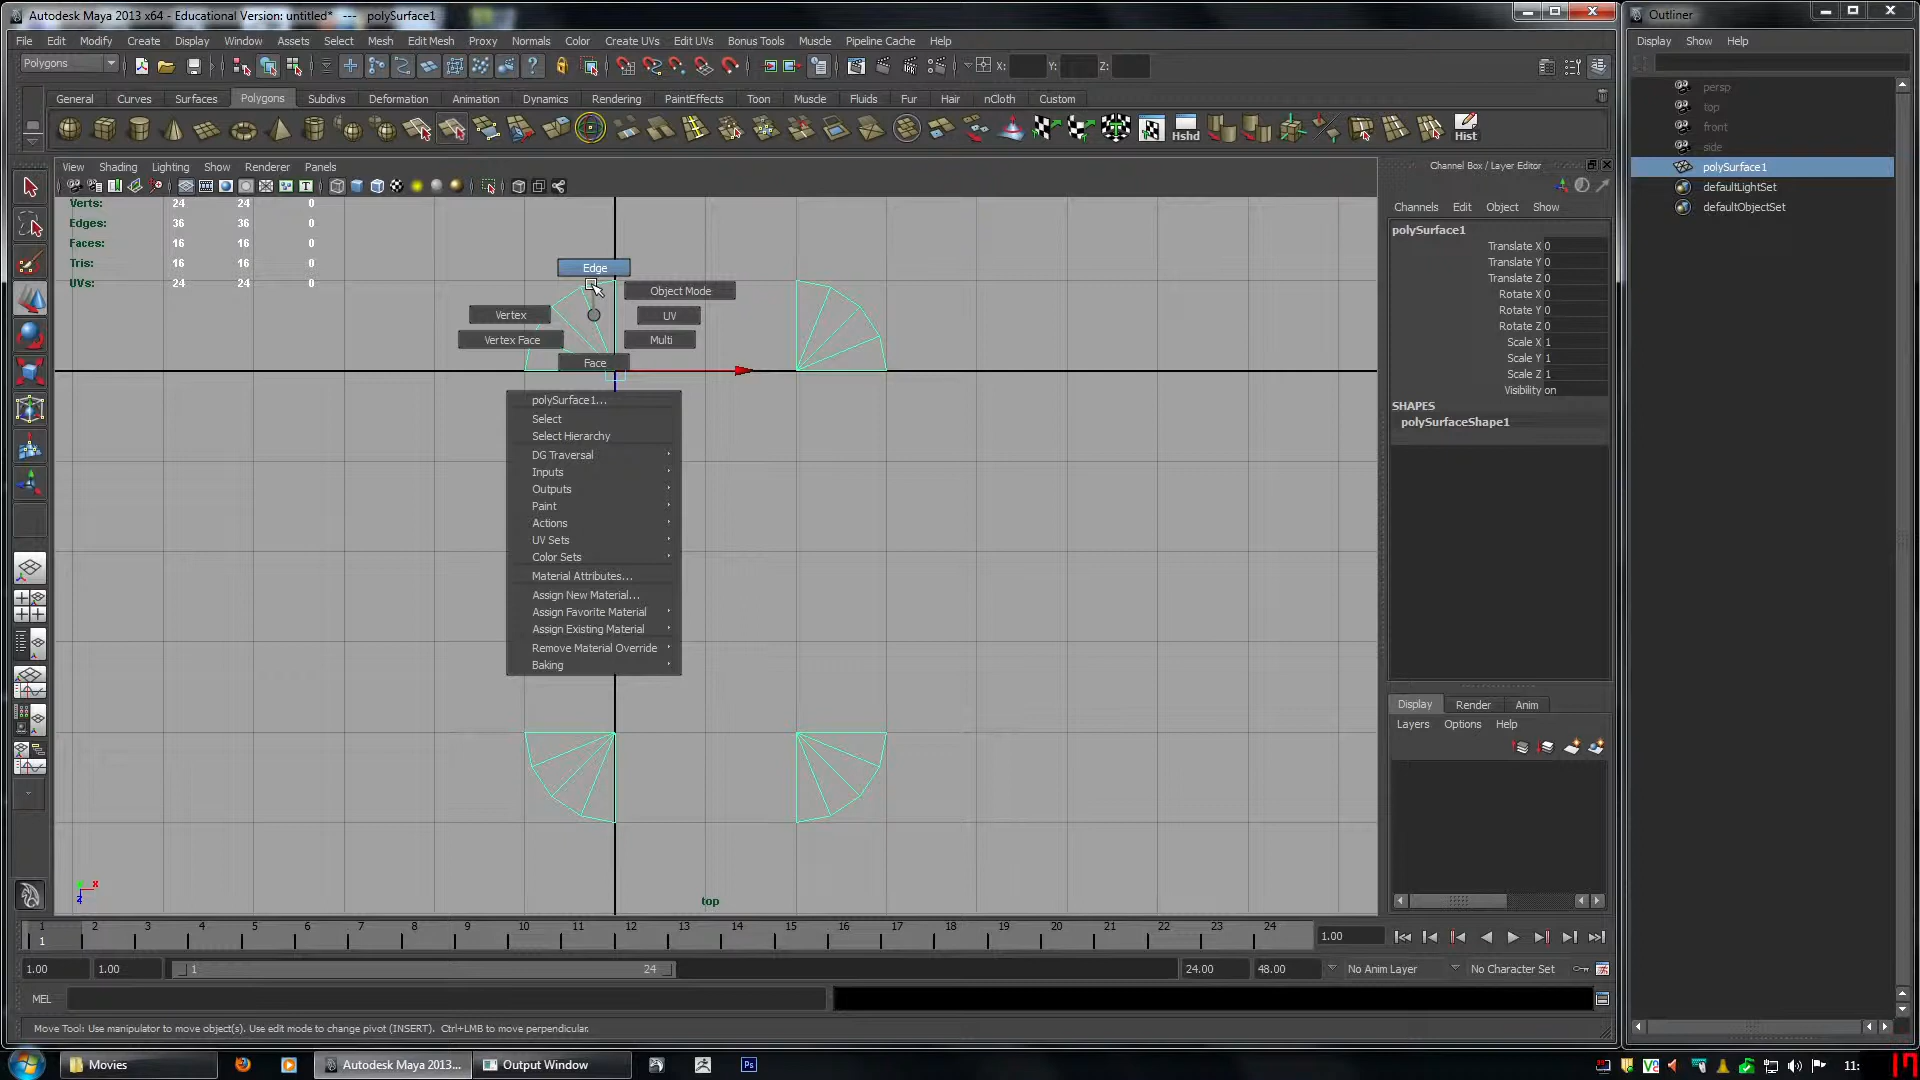 Autodesk Maya 2013 x64 - Educational Version: untitled* --- polySurface1
Outliner
File Edit Modify Create Display Window Assets Select Mesh Edit Mesh Proxy Normals Color Create UVs Edit UVs Bonus Tools Muscle Pipeline Cache Help
Display Show Help
Polygons
X:
Y:
Z:
General Curves Surfaces Polygons Subdivs Deformation Animation Dynamics Rendering PaintEffects Toon Muscle Fluids Fur Hair nCloth Custom
Hshd
Hist
persp
top
front
side
polySurface1
defaultLightSet
defaultObjectSet
View Shading Lighting Show Renderer Panels
Verts: 24 24 0
Edges: 36 36 0
Faces: 16 16 0
Tris: 16 16 0
UVs: 24 24 0
Edge
Object Mode
Vertex
UV
Vertex Face
Multi
Face
polySurface1...
Select
Select Hierarchy
DG Traversal
Inputs
Outputs
Paint
Actions
UV Sets
Color Sets
Material Attributes...
Assign New Material...
Assign Favorite Material
Assign Existing Material
Remove Material Override
Baking
top
x
z
Channel Box / Layer Editor
Channels Edit Object Show
polySurface1
Translate X 0
Translate Y 0
Translate Z 0
Rotate X 0
Rotate Y 0
Rotate Z 0
Scale X 1
Scale Y 1
Scale Z 1
Visibility on
SHAPES
polySurfaceShape1
Display Render Anim
Layers Options Help
1 2 3 4 5 6 7 8 9 10 11 12 13 14 15 16 17 18 19 20 21 22 23 24
1
1.00
1.00 1.00 1 24 24.00 48.00 No Anim Layer No Character Set
MEL
Move Tool: Use manipulator to move object(s). Use edit mode to change pivot (INSERT). Ctrl+LMB to move perpendicular.
Movies
Autodesk Maya 2013...
Output Window
Ps
11: